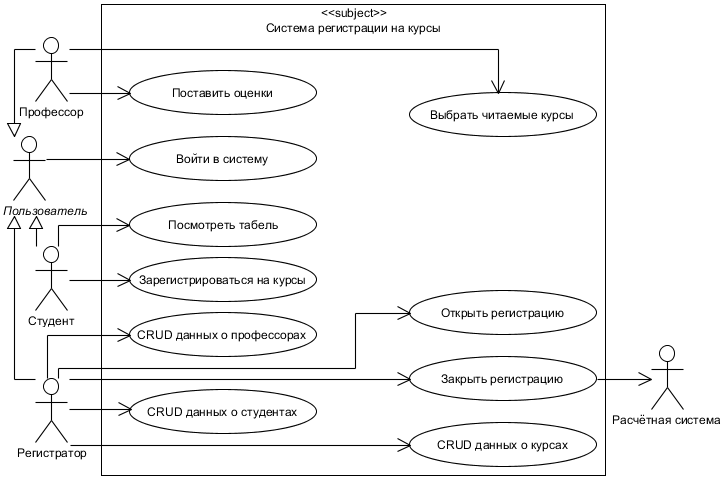 <<subject>>
Система регистрации на курсы
Профессор
Поставить оценки
Выбрать читаемые курсы
Войти в систему
Пользователь
Посмотреть табель
Зарегистрироваться на курсы
Студент
Открыть регистрацию
CRUD данных о профессорах
Закрыть регистрацию
Расчётная система
CRUD данных о студентах
Регистратор
CRUD данных о курсах